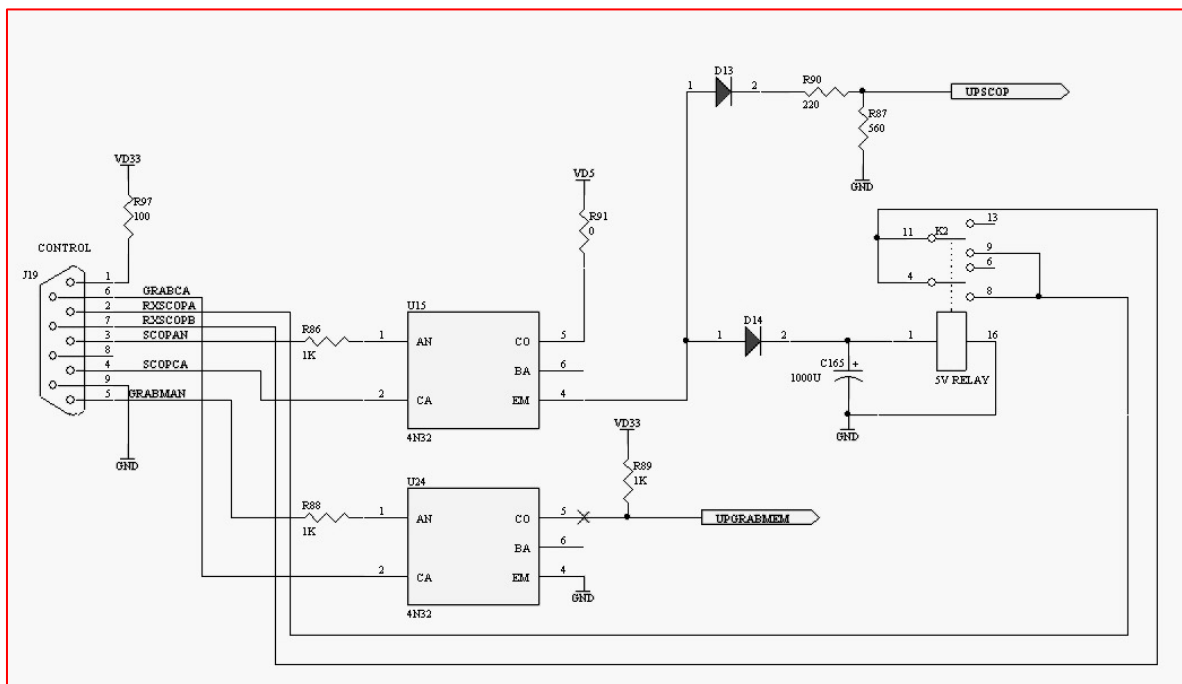 D13
1
2
R90
220
UPSCOP
R87
560
GND
VD33
R97
100
VD5
R91
0
CONTROL
J19
1
6
GRABCA
2
RXSCOPA
7
RXSCOPB
3
SCOPAN
8
4
SCOPCA
9
5
GRABMAN
GND
R86
1K
U15
1
AN
CO
5
BA
6
2
CA
EM
4
4N32
13
11
K2
9
6
4
8
D14
1
2
C165
+
1000U
1
16
5V RELAY
GND
VD33
R89
1K
R88
1K
U24
1
AN
CO
5
UPGRABMEM
BA
6
2
CA
EM
4
GND
4N32